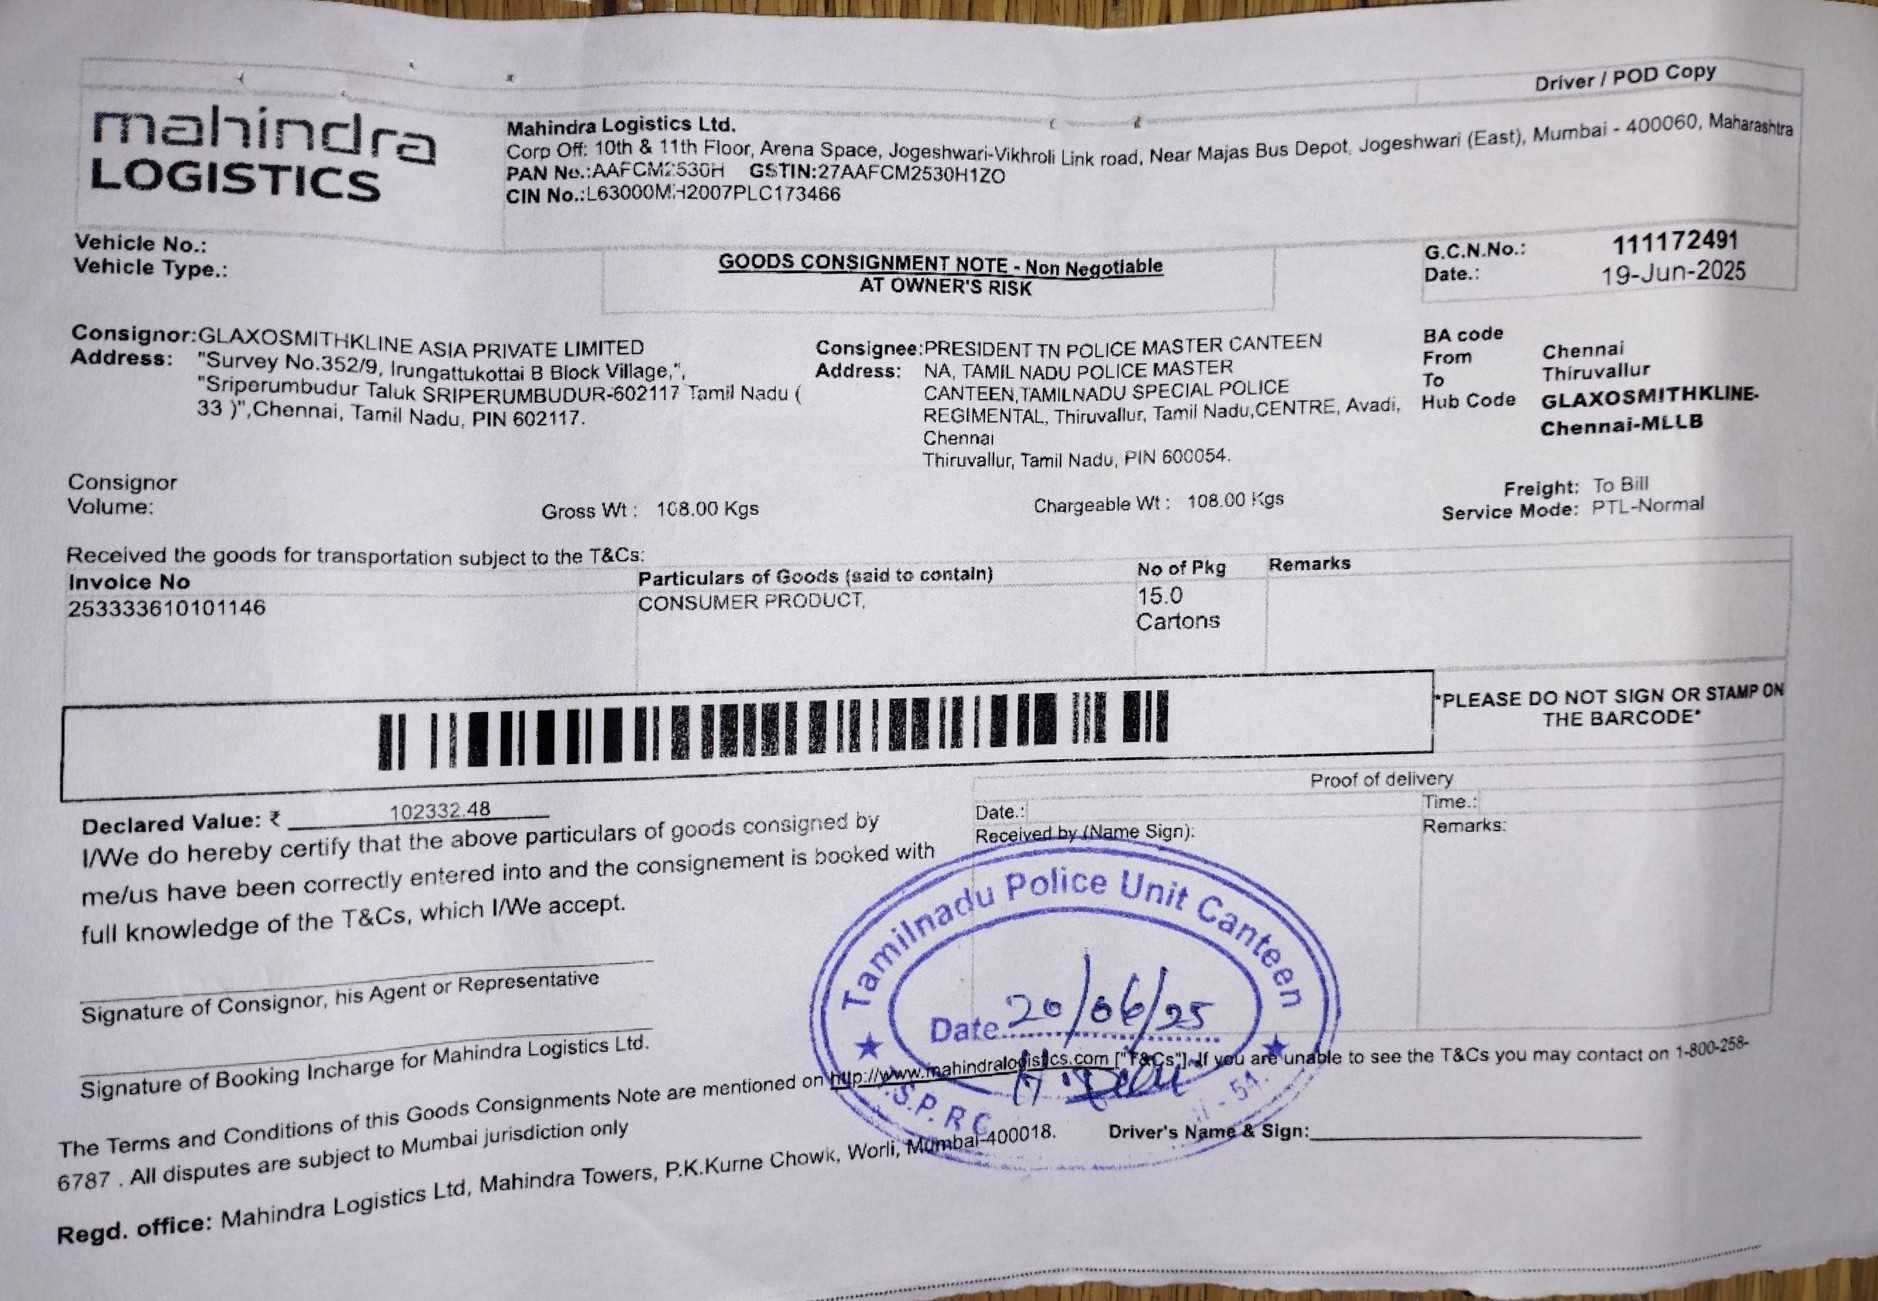 Driver / POD Copy
mahindra
LOGISTICS
Mahindra Logistics Ltd.
Corp Off: 10th & 11th Floor, Arena Space, Jogeshwari-Vikhroli Link road, Near Majas Bus Depot, Jogeshwari (East), Mumbai - 400060, Maharashtra
PAN No.:AAFCM2530H GSTIN:27AAFCM2530H1ZO
CIN No.:L63000MH2007PLC173466
Vehicle No.:
Vehicle Type.:
GOODS CONSIGNMENT NOTE - Non Negotiable
AT OWNER'S RISK
G.C.N.No.: 111172491
Date.: 19-Jun-2025
Consignor:GLAXOSMITHKLINE ASIA PRIVATE LIMITED
Address: "Survey No.352/9, Irungattukottai B Block Village,",
"Sriperumbudur Taluk SRIPERUMBUDUR-602117 Tamil Nadu (
33 )",Chennai, Tamil Nadu, PIN 602117.
Consignee:PRESIDENT TN POLICE MASTER CANTEEN
Address: NA, TAMIL NADU POLICE MASTER
CANTEEN,TAMILNADU SPECIAL POLICE
REGIMENTAL, Thiruvallur, Tamil Nadu,CENTRE, Avadi,
Chennai
Thiruvallur, Tamil Nadu, PIN 600054.
BA code
From Chennai
To Thiruvallur
Hub Code GLAXOSMITHKLINE-
Chennai-MLLB
Consignor
Volume:
Gross Wt : 108.00 Kgs
Chargeable Wt : 108.00 Kgs
Freight: To Bill
Service Mode: PTL-Normal
Received the goods for transportation subject to the T&Cs:
Invoice No Particulars of Goods (said to contain) No of Pkg Remarks
253333610101146 CONSUMER PRODUCT, 15.0
Cartons
*PLEASE DO NOT SIGN OR STAMP ON
THE BARCODE*
Declared Value: ₹ 102332.48
I/We do hereby certify that the above particulars of goods consigned by
me/us have been correctly entered into and the consignement is booked with
full knowledge of the T&Cs, which I/We accept.
Proof of delivery
Date.: Time.:
Received by (Name Sign): Remarks:
Tamilnadu Police Unit Canteen
Date 20/06/25
S.P.R.C
- 54.
Signature of Consignor, his Agent or Representative
Signature of Booking Incharge for Mahindra Logistics Ltd.
The Terms and Conditions of this Goods Consignments Note are mentioned on http://www.mahindralogistics.com ["T&Cs"]. If you are unable to see the T&Cs you may contact on 1-800-258-
6787 . All disputes are subject to Mumbai jurisdiction only
Driver's Name & Sign:
Regd. office: Mahindra Logistics Ltd, Mahindra Towers, P.K.Kurne Chowk, Worli, Mumbai-400018.